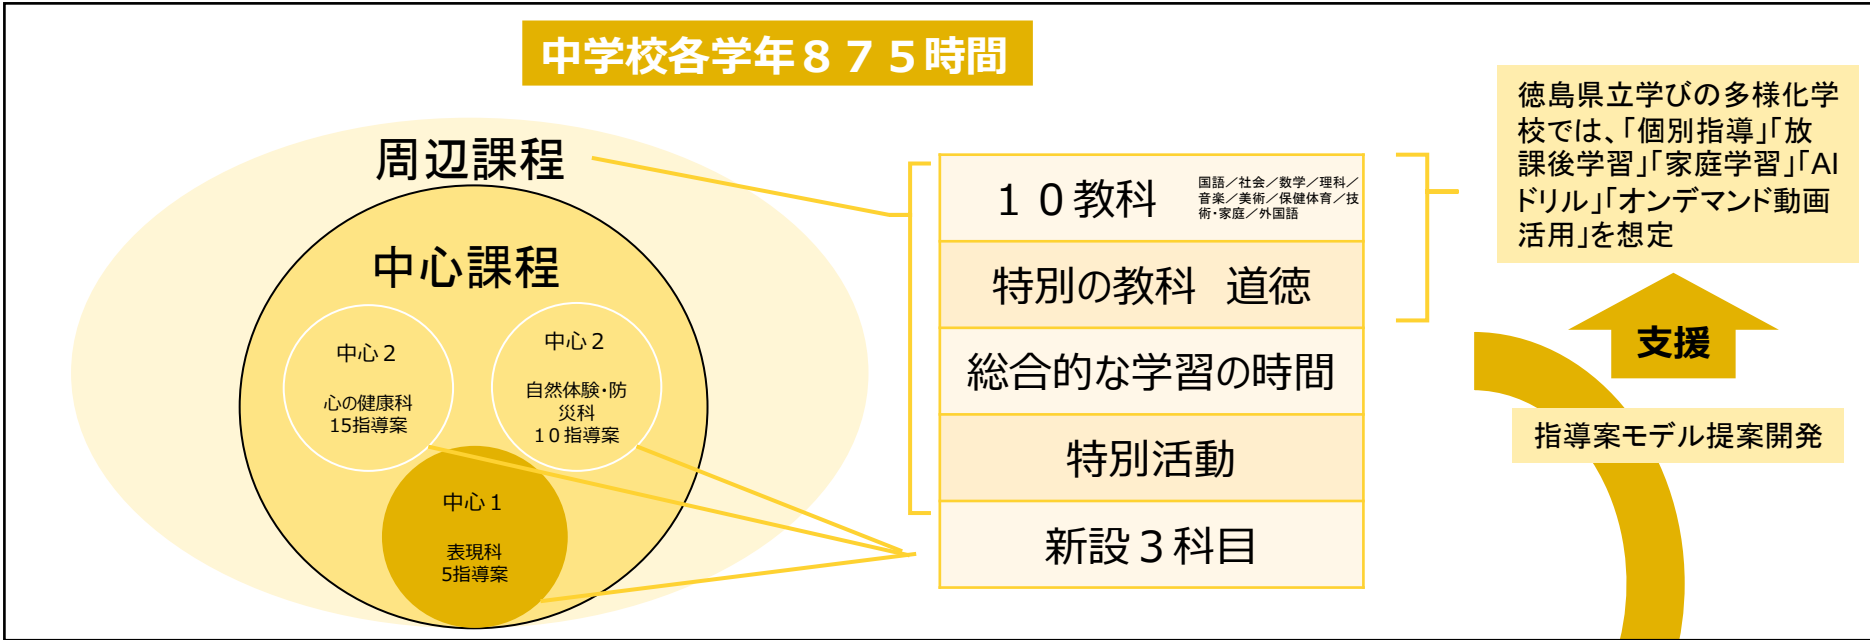 中学校各学年８７５時間
周辺課程
中心課程
中心２
心の健康科
15指導案
中心２
自然体験・防
災科
１０指導案
中心１
表現科
5指導案
１０教科
国語／社会／数学／理科／
音楽／美術／保健体育／技
術・家庭／外国語
特別の教科　道徳
総合的な学習の時間
特別活動
新設３科目
徳島県立学びの多様化学
校では、「個別指導」「放
課後学習」「家庭学習」「AI
ドリル」「オンデマンド動画
活用」を想定
支援
指導案モデル提案開発